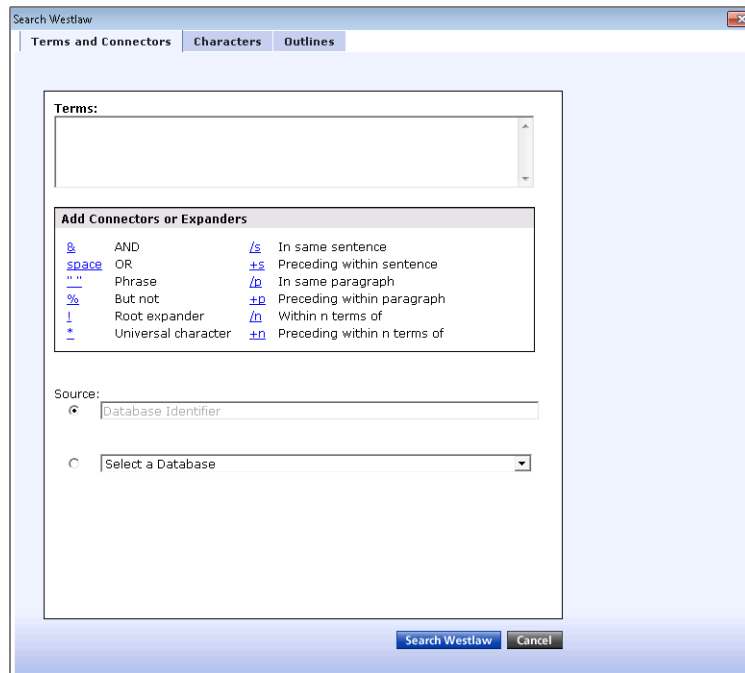 Search Westlaw
Terms and Connectors Characters Outlines
Terms:
Add Connectors or Expanders
& AND /s In same sentence
space OR +s Preceding within sentence
" " Phrase /p In same paragraph
% But not +p Preceding within paragraph
! Root expander /n Within n terms of
* Universal character +n Preceding within n terms of
Source:
Database Identifier
Select a Database
Search Westlaw Cancel